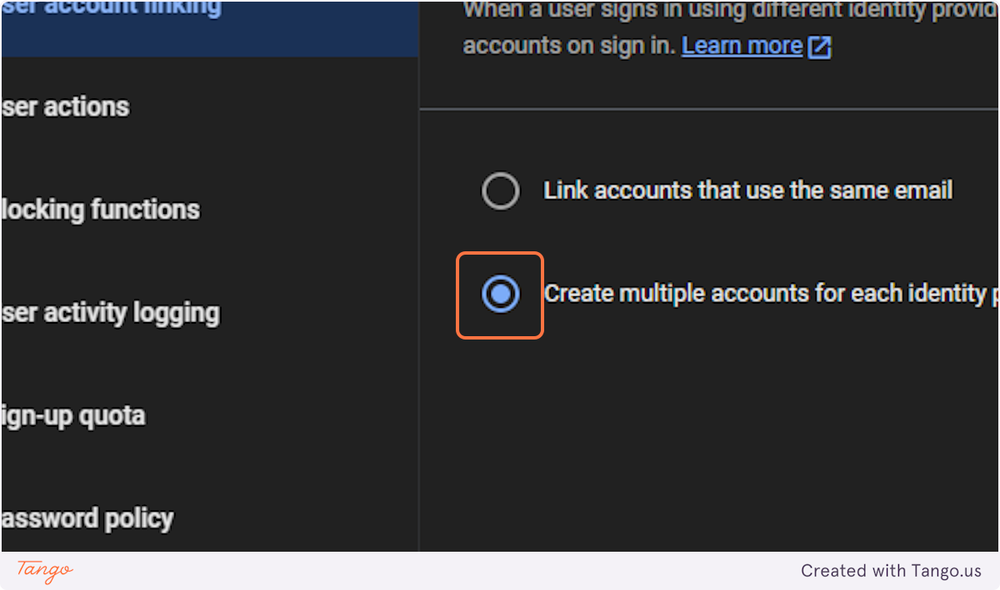 ser account linking
ser actions
locking functions
ser activity logging
ign-up quota
assword policy
When a user signs in using different identity provid
accounts on sign in. Learn more
Link accounts that use the same email
Create multiple accounts for each identity p
Tango
Created with Tango.us